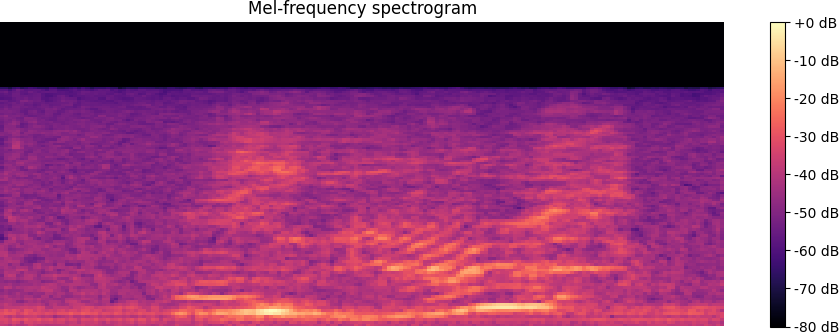 Mel-frequency spectrogram
+0 dB
-10 dB
-20 dB
-30 dB
-40 dB
-50 dB
-60 dB
-70 dB
-80 dB